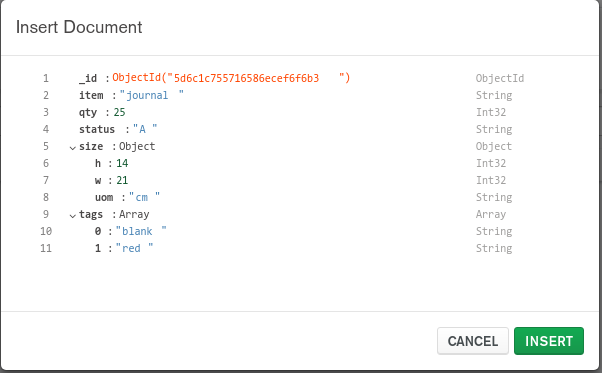 Insert Document
1 _id : ObjectId("5d6c1c755716586ecef6f6b3 ") ObjectId
2 item : "journal " String
3 qty : 25 Int32
4 status : "A " String
5 size : Object Object
6 h : 14 Int32
7 w : 21 Int32
8 uom : "cm " String
9 tags : Array Array
10 0 : "blank " String
11 1 : "red " String
CANCEL INSERT